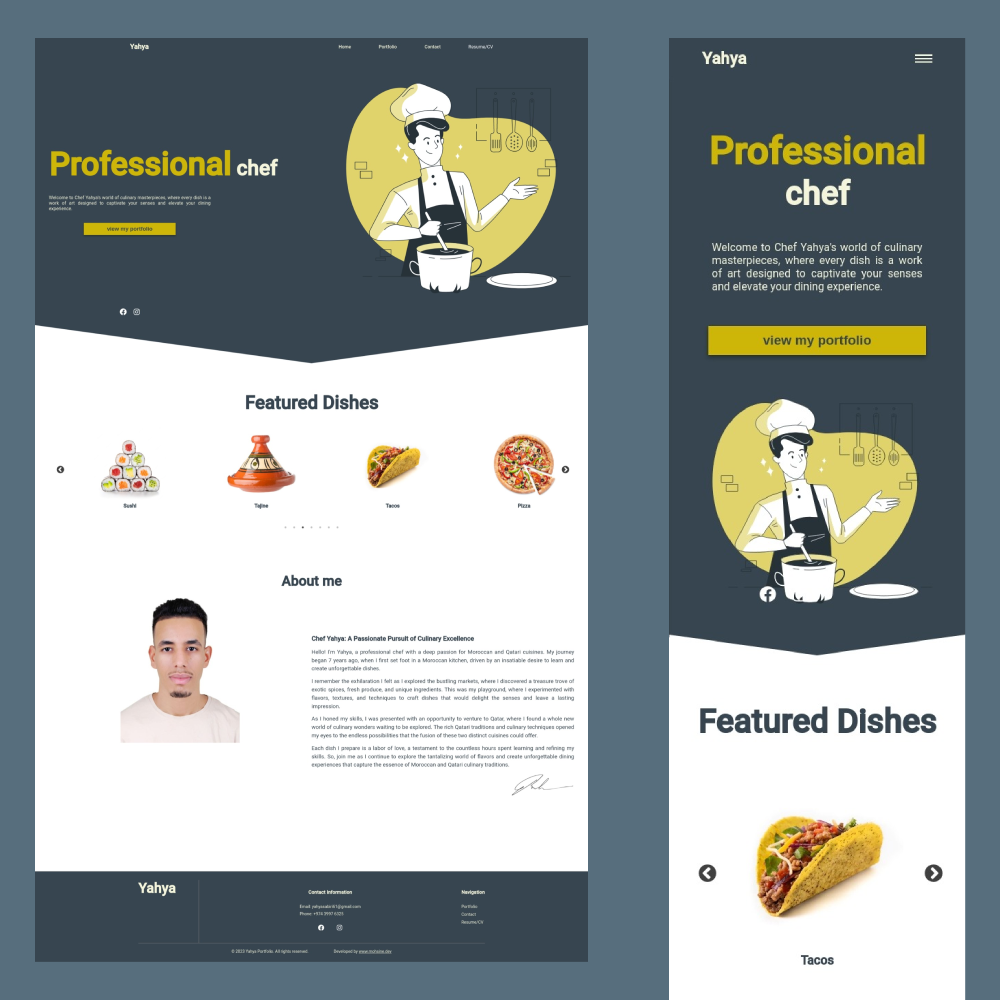 Yahya
Home
Portfolio
Contact
Resume/CV
Professional chef
Welcome to Chef Yahya's world of culinary masterpieces, where every dish is a
work of art designed to captivate your senses and elevate your dining
experience.
view my portfolio
Featured Dishes
Sushi
Tajine
Tacos
Pizza
About me
Chef Yahya: A Passionate Pursuit of Culinary Excellence
Hello! I'm Yahya, a professional chef with a deep passion for Moroccan and Qatari cuisines. My journey
began 7 years ago, when I first set foot in a Moroccan kitchen, driven by an insatiable desire to learn and
create unforgettable dishes.
I remember the exhilaration I felt as I explored the bustling markets, where I discovered a treasure trove of
exotic spices, fresh produce, and unique ingredients. This was my playground, where I experimented with
flavors, textures, and techniques to craft dishes that would delight the senses and leave a lasting
impression.
As I honed my skills, I was presented with an opportunity to venture to Qatar, where I found a whole new
world of culinary wonders waiting to be explored. The rich Qatari traditions and culinary techniques opened
my eyes to the endless possibilities that the fusion of these two distinct cuisines could offer.
Each dish I prepare is a labor of love, a testament to the countless hours spent learning and refining my
skills. So, join me as I continue to explore the tantalizing world of flavors and create unforgettable dining
experiences that capture the essence of Moroccan and Qatari culinary traditions.
Yahya
Contact Information
Email:
Phone: +974 3997 6323
Navigation
Portfolio
Contact
Resume/CV
© 2023 Yahya Portfolio. All rights reserved.
Developed by
Yahya
Professional
chef
Welcome to Chef Yahya's world of culinary
masterpieces, where every dish is a work
of art designed to captivate your senses
and elevate your dining experience.
view my portfolio
Featured Dishes
Tacos